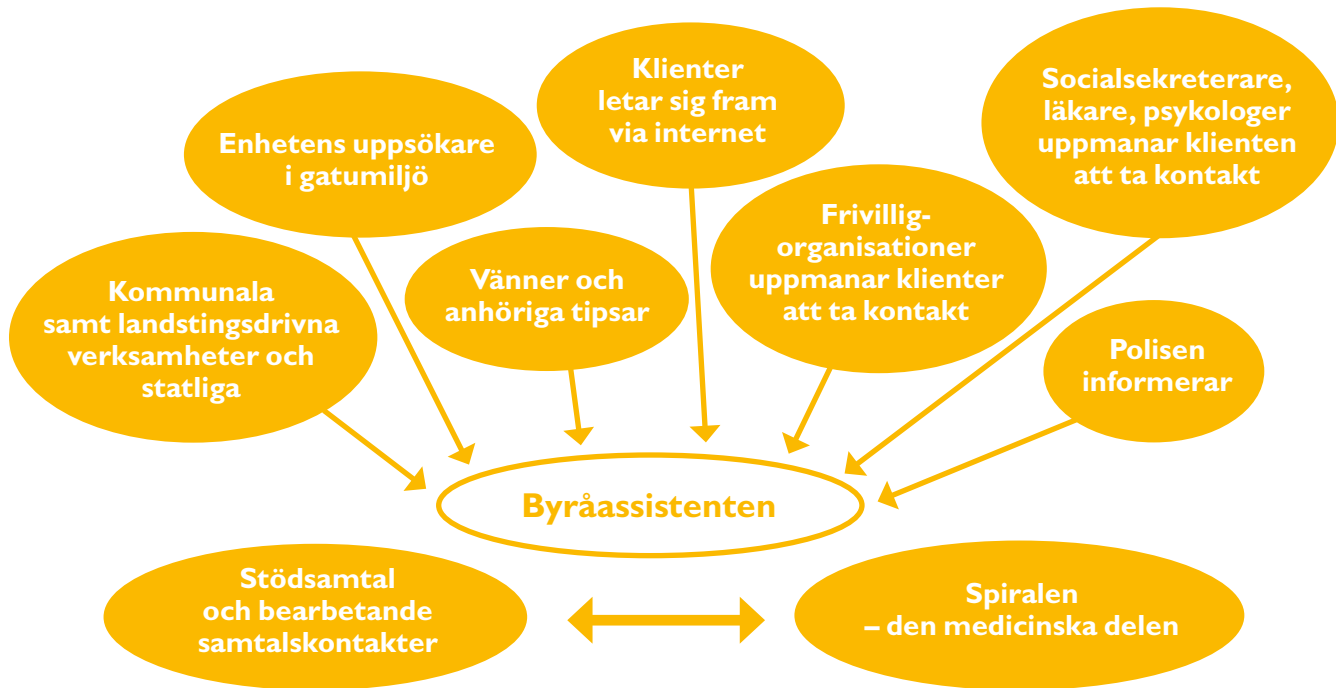 Klienter
letar sig fram
via internet
Socialsekreterare,
läkare, psykologer
uppmanar klienten
att ta kontakt
Enhetens uppsökare
i gatumiljö
Frivillig-
organisationer
uppmanar klienter
att ta kontakt
Vänner och
anhöriga tipsar
Kommunala
samt landstingsdrivna
verksamheter och
statliga
Polisen
informerar
Byråassistenten
Stödsamtal
och bearbetande
samtalskontakter
Spiralen
– den medicinska delen